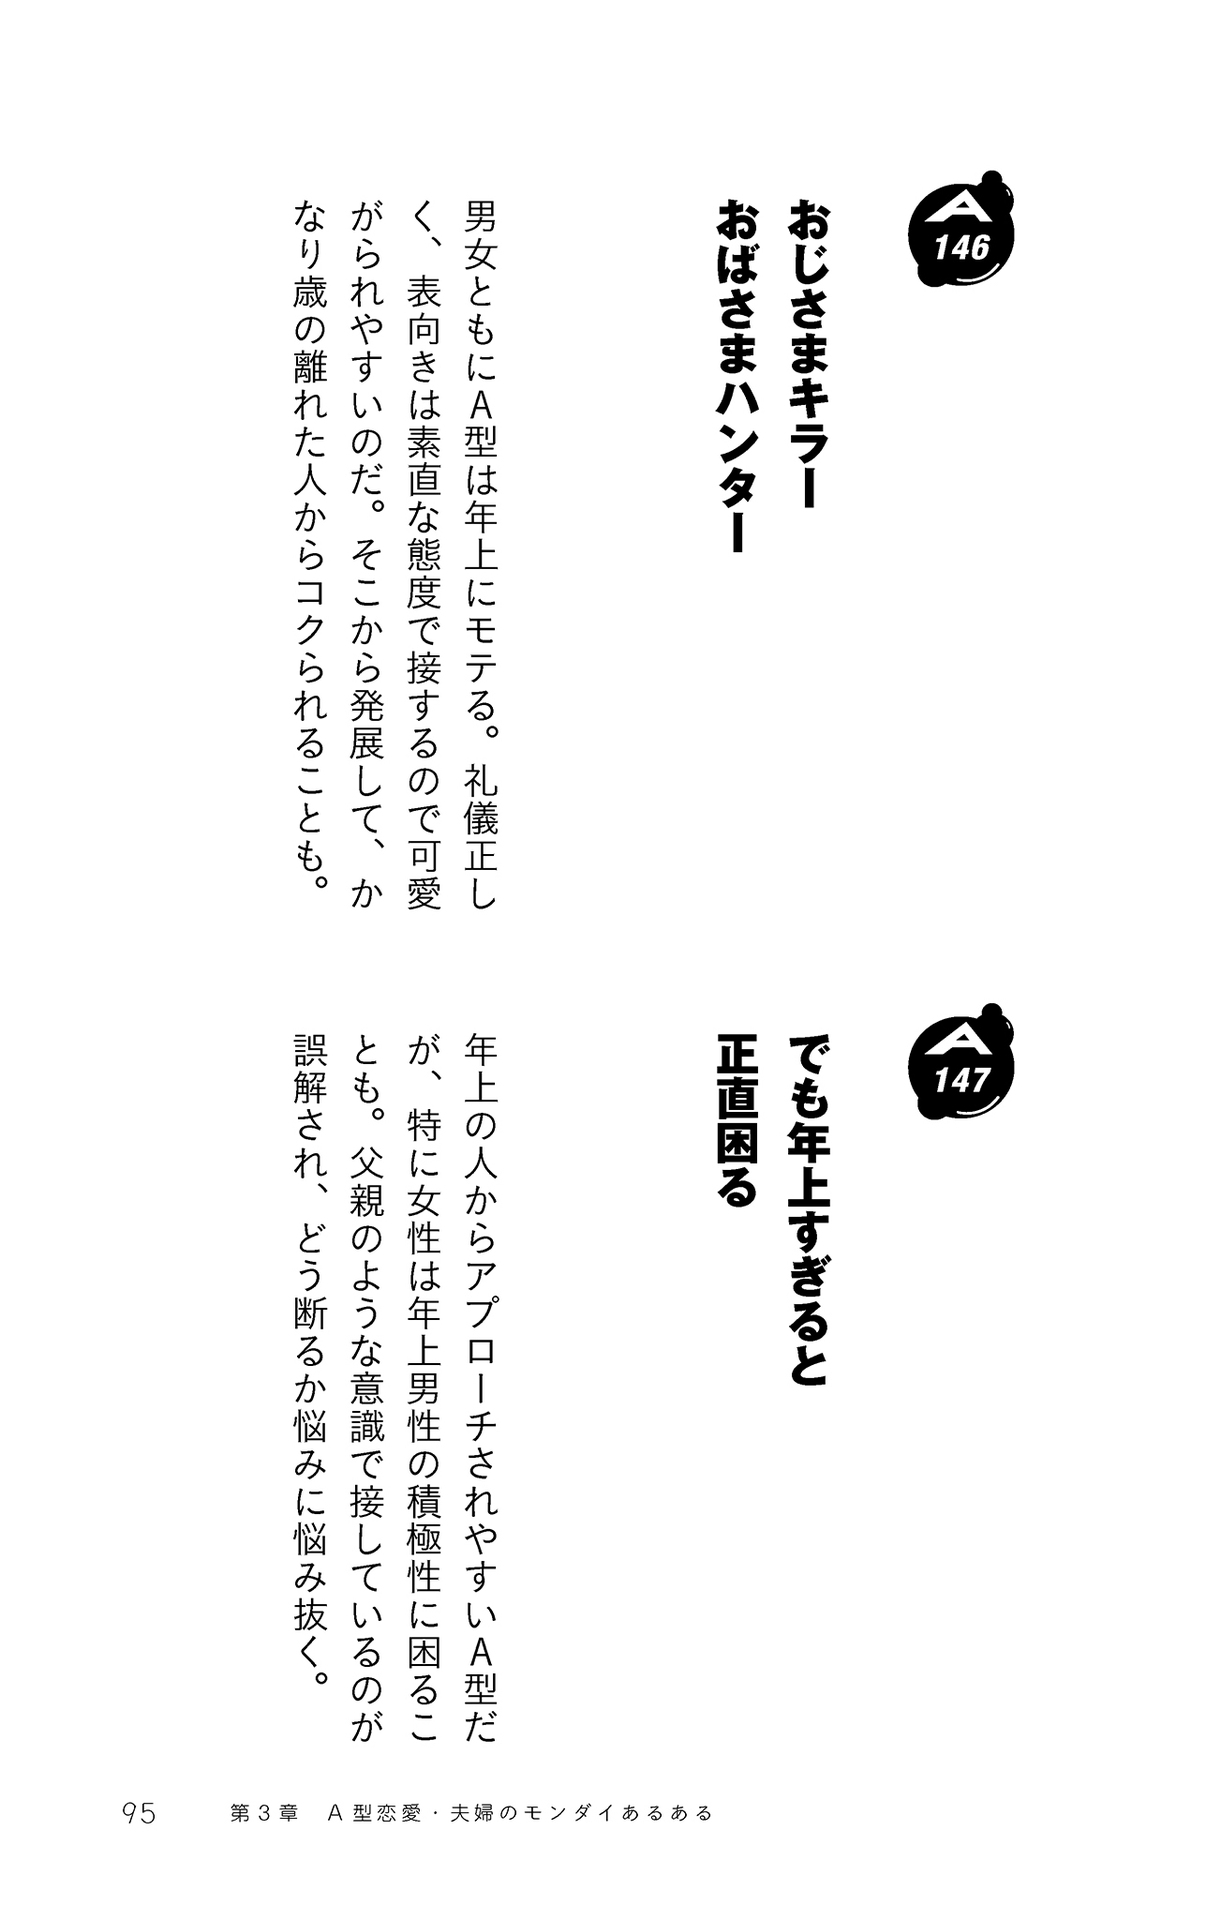 A
146
おじさまキラー
おばさまハンター
男女ともにA型は年上にモテる。礼儀正し
く、表向きは素直な態度で接するので可愛
がられやすいのだ。そこから発展して、か
なり歳の離れた人からコクられることも。
A
147
でも年上すぎると
正直困る
年上の人からアプローチされやすいA型だ
が、特に女性は年上男性の積極性に困るこ
とも。父親のような意識で接しているのが
誤解され、どう断るか悩みに悩み抜く。
95 第3章 A型恋愛・夫婦のモンダイあるある